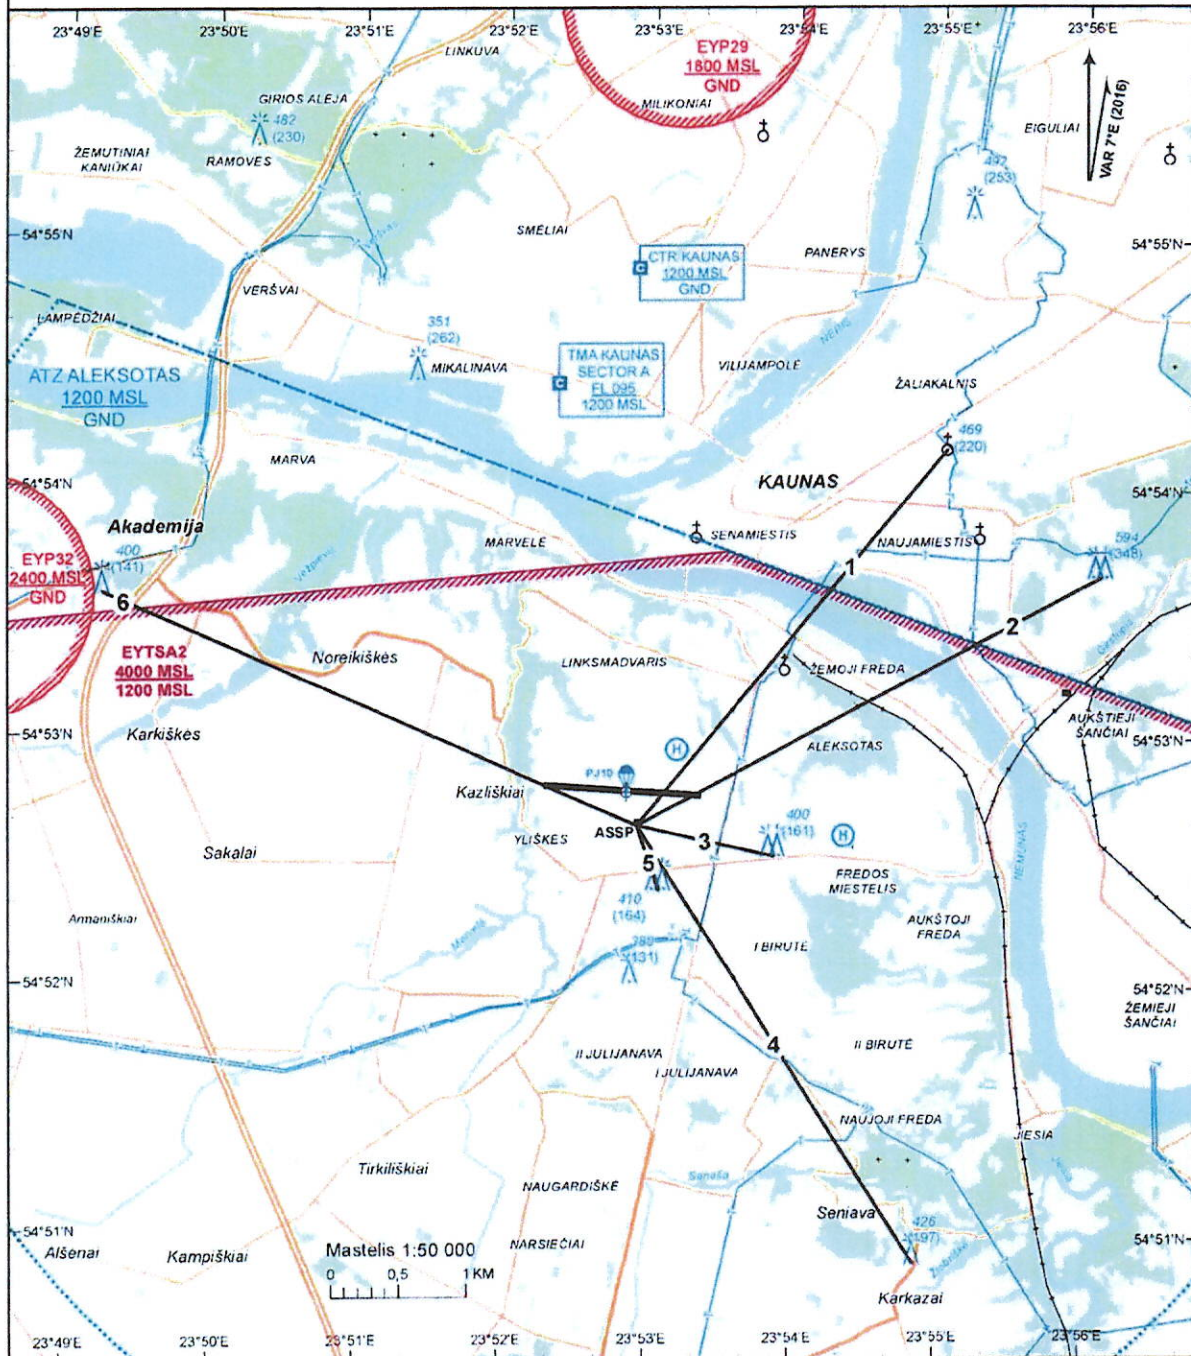 23°49'E 23°50'E 23°51'E 23°52'E 23°53'E 23°54'E 23°55'E 23°56'E
LINKUVA
EYP29
1800 MSL
GND
MILIKONIAI
GIRIOS ALĖJA
482
(230)
RAMOVĖS
ŽEMUTINIAI
KANIŪKAI
EIGULIAI
VAR 7°E (2016)
492
(253)
54°55'N
54°55'N
SMĖLIAI
PANERYS
CTR KAUNAS
1200 MSL
GND
C
VERŠVAI
LAMPĖDŽIAI
351
(262)
MIKALINAVA
NERIS
TMA KAUNAS
SECTOR A
FL 095
1200 MSL
C
VILIJAMPOLĖ
ŽALIAKALNIS
ATZ ALEKSOTAS
1200 MSL
GND
469
(220)
MARVA
KAUNAS
54°54'N
54°54'N
Akademija
MARVELĖ
SENAMIESTIS
NAUJAMIESTIS
594
(348)
400
(141)
EYP32
2400 MSL
GND
1
6
2
EYTSA2
4000 MSL
1200 MSL
Noreikiškės
LINKSMADVARIS
ŽEMOJI FREDA
54°53'N
54°53'N
Karkiškės
AUKŠTIEJI
ŠANČIAI
ALEKSOTAS
H
PJ10
Kazliškiai
NEMUNAS
YLIŠKĖS
ASSP
3
400
(161)
H
Sakalai
5
FREDOS
MIESTELIS
410
(164)
Armaniškiai
AUKŠTOJI
FREDA
I BIRUTĖ
(131)
54°52'N
54°52'N
ŽEMIEJI
ŠANČIAI
4
II BIRUTĖ
II JULIJANAVA
I JULIJANAVA
NAUJOJI FREDA
JIESIA
Tirkiliškiai
NAUGARDIŠKĖ
Seniava
426
(197)
54°51'N
54°51'N
Alšėnai
Kampiškiai
NARSIEČIAI
Mastelis 1:50 000
0 0,5 1 KM
Karkazai
23°49'E 23°50'E 23°51'E 23°52'E 23°53'E 23°54'E 23°55'E 23°56'E